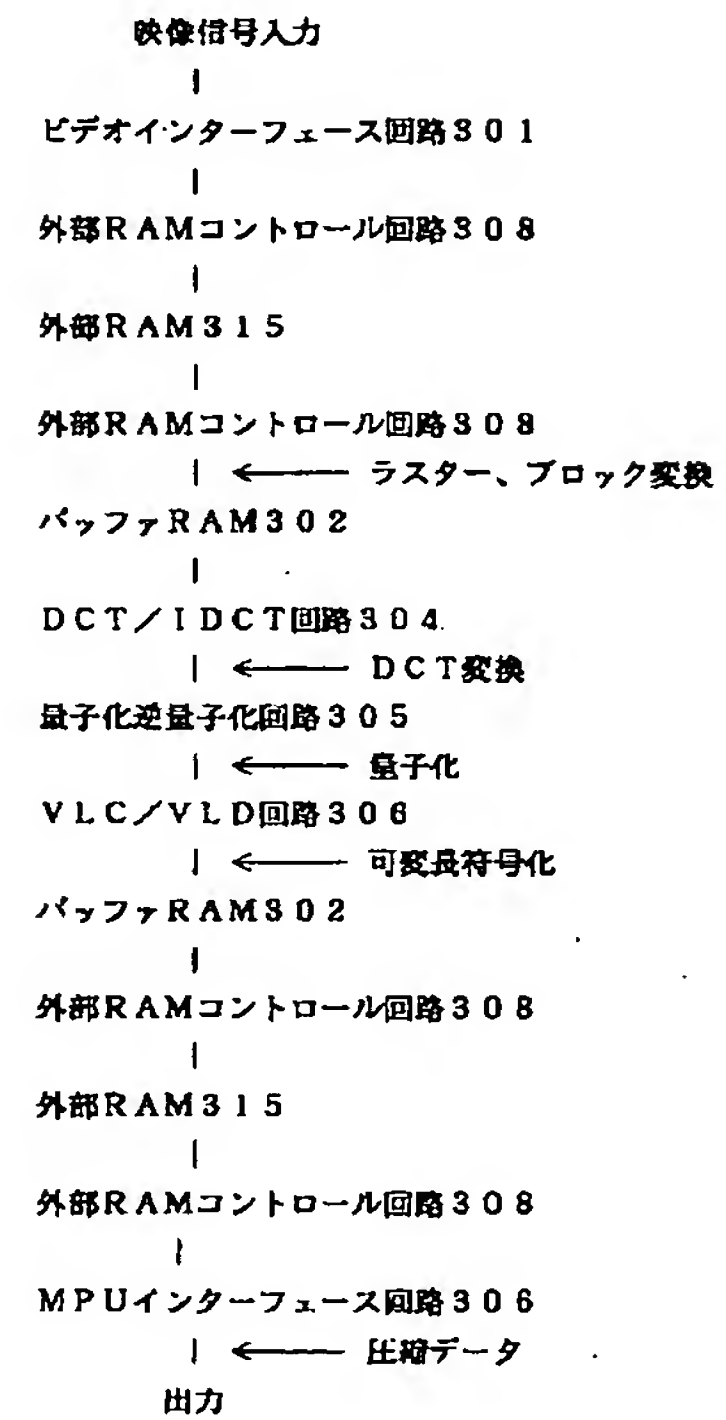 映像信号入力
|
ビデオインターフェース回路３０１
|
外部ＲＡＭコントロール回路３０８
|
外部ＲＡＭ３１５
|
外部ＲＡＭコントロール回路３０８
| ←── ラスター、ブロック変換
バッファＲＡＭ３０２
|
ＤＣＴ／ＩＤＣＴ回路３０４
| ←── ＤＣＴ変換
量子化逆量子化回路３０５
| ←── 量子化
ＶＬＣ／ＶＬＤ回路３０６
| ←── 可変長符号化
バッファＲＡＭ３０２
|
外部ＲＡＭコントロール回路３０８
|
外部ＲＡＭ３１５
|
外部ＲＡＭコントロール回路３０８
|
ＭＰＵインターフェース回路３０６
| ←── 圧縮データ
出力